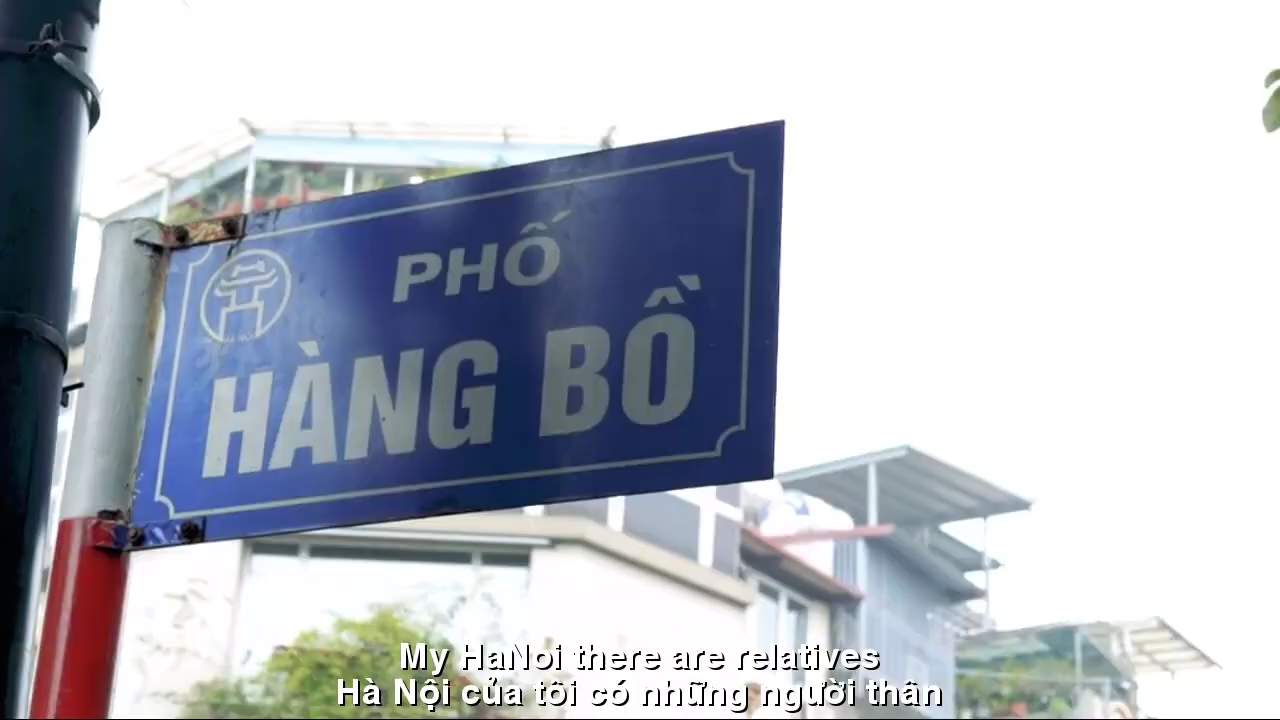 PHỐ
HÀNG BỒ
My HaNoi there are relatives
Hà Nội của tôi có những người thân